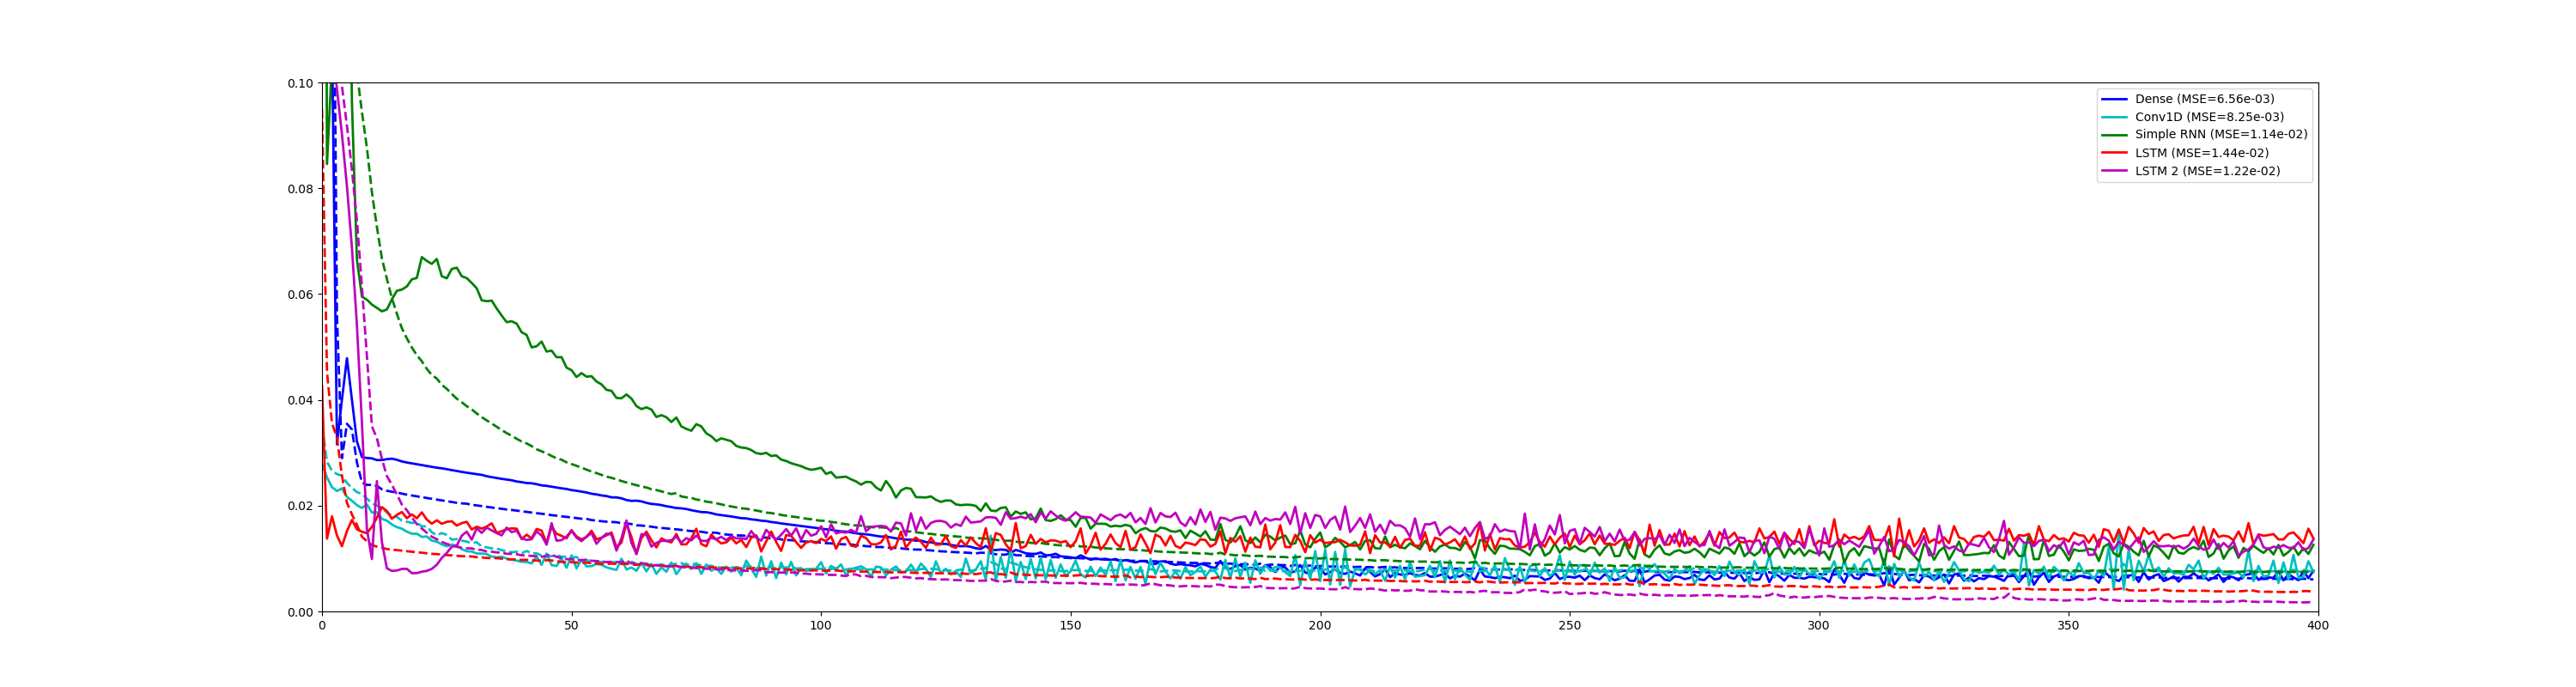 0.10
0.08
0.06
0.04
0.02
0.00
0 50 100 150 200 250 300 350 400
Dense (MSE=6.56e-03)
Conv1D (MSE=8.25e-03)
Simple RNN (MSE=1.14e-02)
LSTM (MSE=1.44e-02)
LSTM 2 (MSE=1.22e-02)